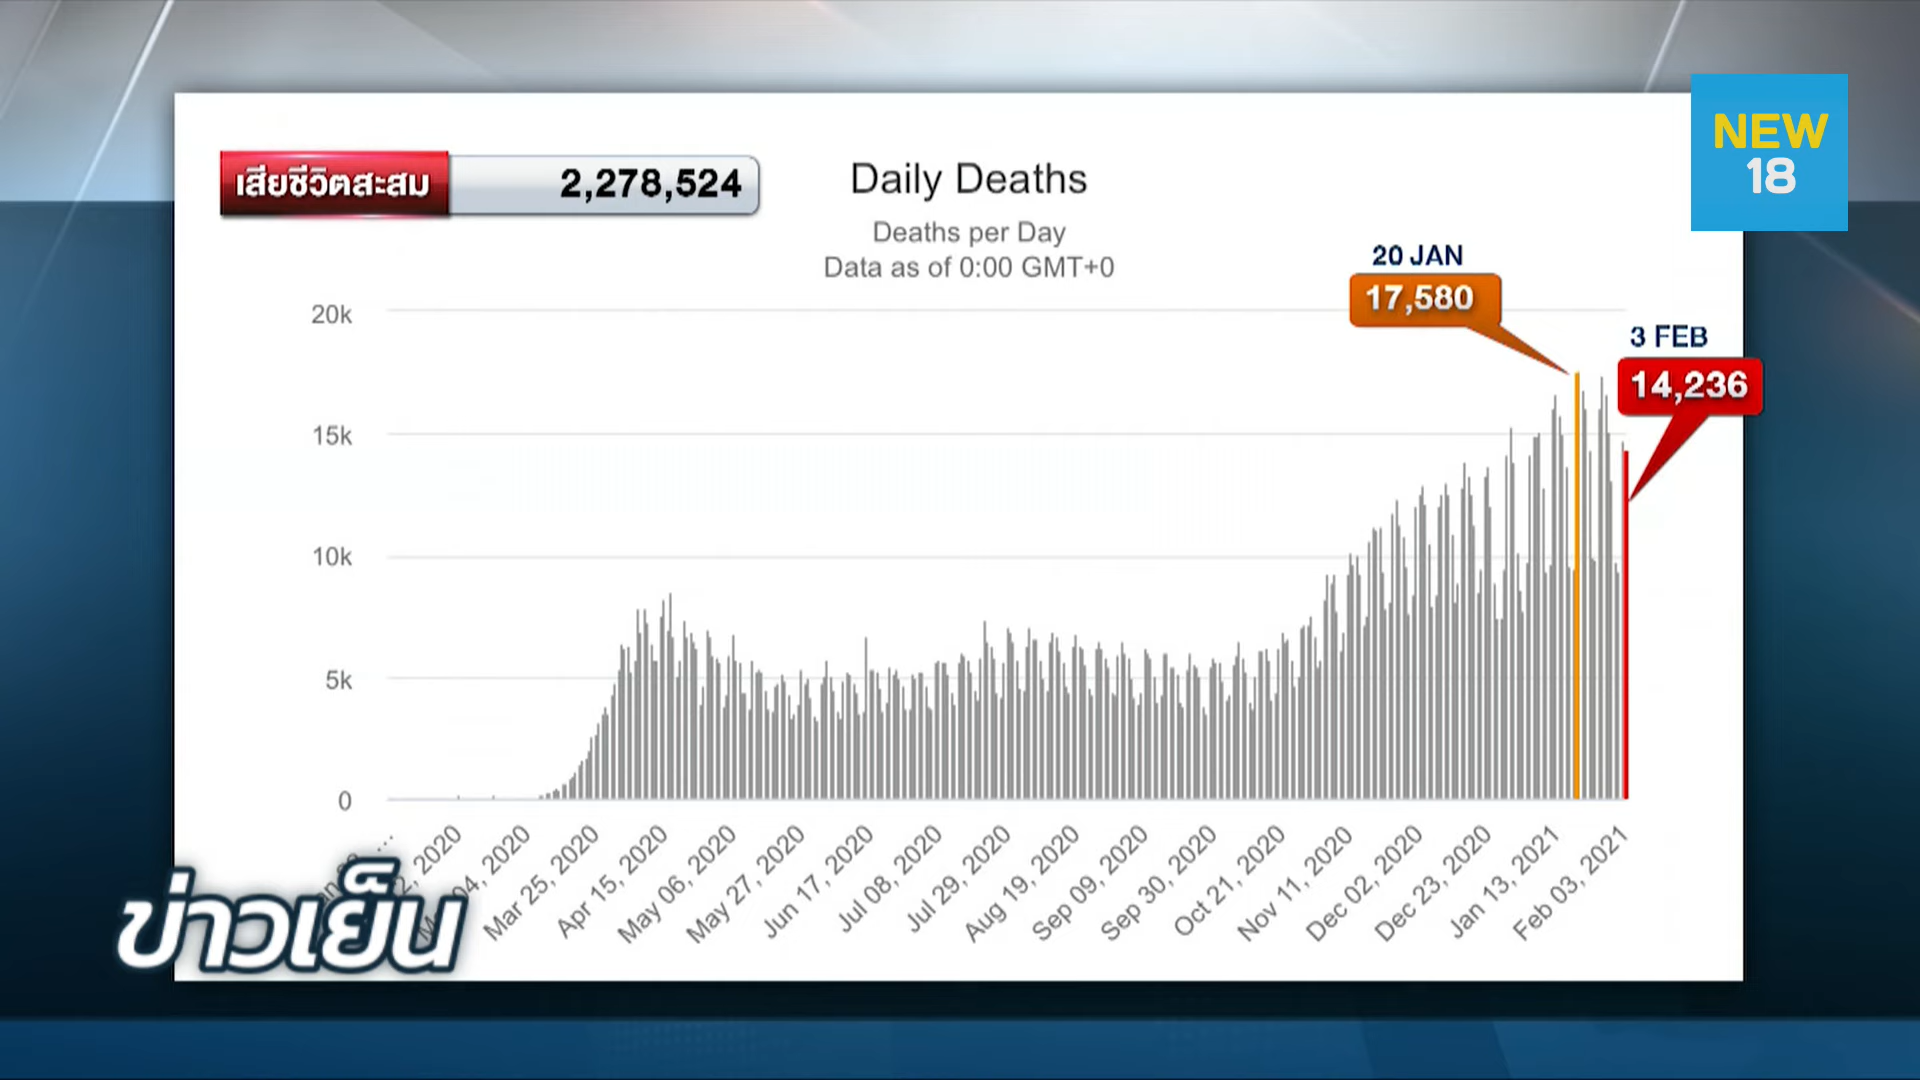 NEW
18
เสียชีวิตสะสม 2,278,524
Daily Deaths
Deaths per Day
Data as of 0:00 GMT+0
20 JAN
17,580
3 FEB
14,236
20k
15k
10k
5k
0
Mar 25, 2020
Apr 15, 2020
May 06, 2020
May 27, 2020
Jun 17, 2020
Jul 08, 2020
Jul 29, 2020
Aug 19, 2020
Sep 09, 2020
Sep 30, 2020
Oct 21, 2020
Nov 11, 2020
Dec 02, 2020
Dec 23, 2020
Jan 13, 2021
Feb 03, 2021
ข่าวเย็น